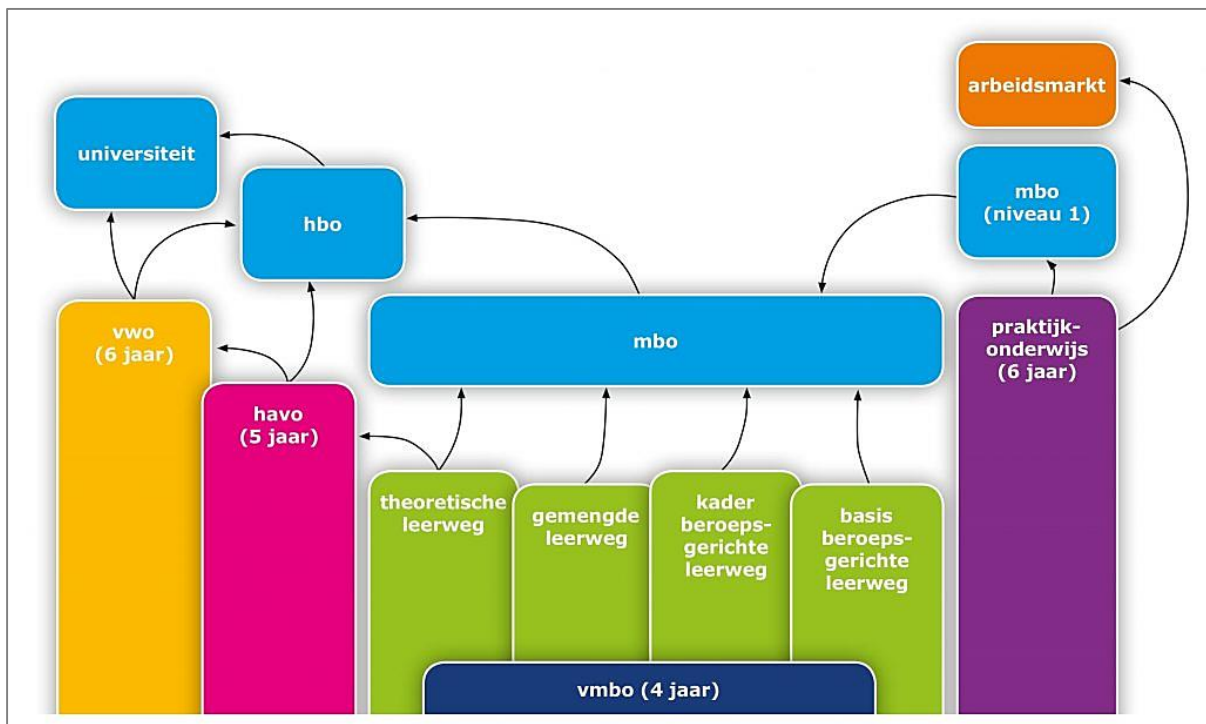 arbeidsmarkt
universiteit
mbo
(niveau 1)
hbo
vwo
(6 jaar)
mbo
praktijk-
onderwijs
(6 jaar)
havo
(5 jaar)
theoretische
leerweg
gemengde
leerweg
kader
beroeps-
gerichte
leerweg
basis
beroeps-
gerichte
leerweg
vmbo (4 jaar)